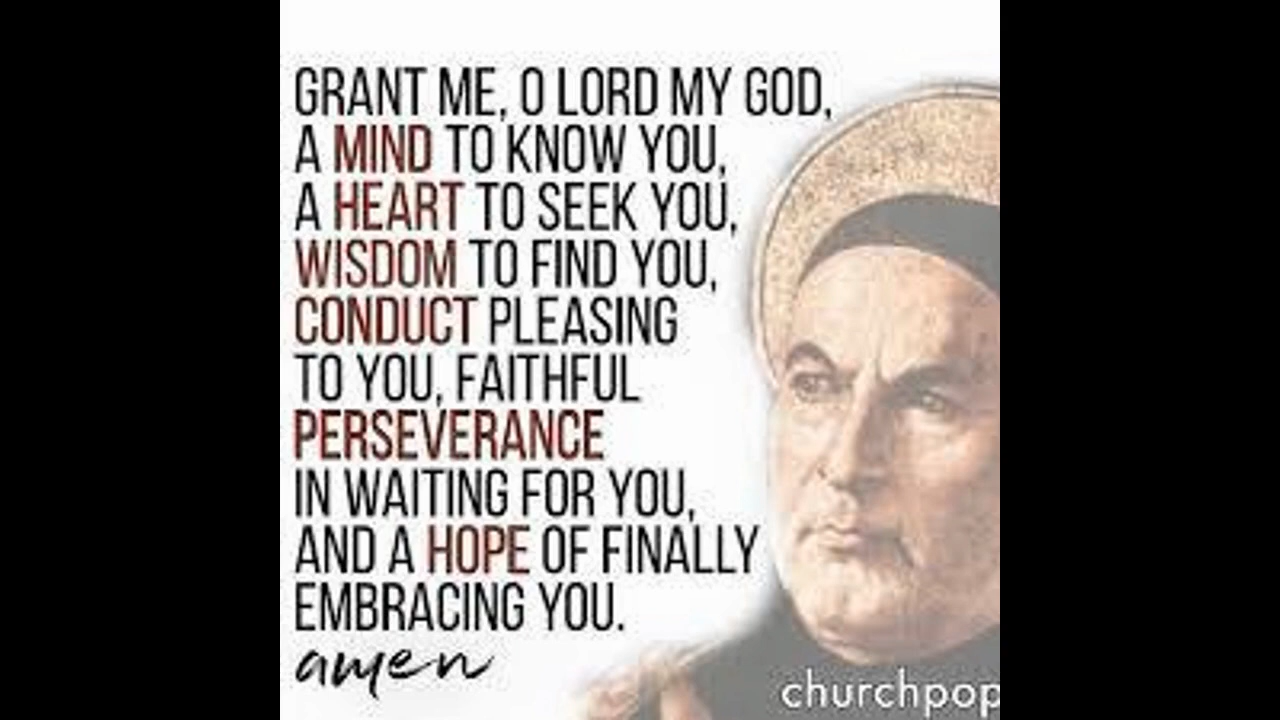 GRANT ME, O LORD MY GOD,
A MIND TO KNOW YOU,
A HEART TO SEEK YOU,
WISDOM TO FIND YOU,
CONDUCT PLEASING
TO YOU, FAITHFUL
PERSEVERANCE
IN WAITING FOR YOU,
AND A HOPE OF FINALLY
EMBRACING YOU.
amen
churchpop